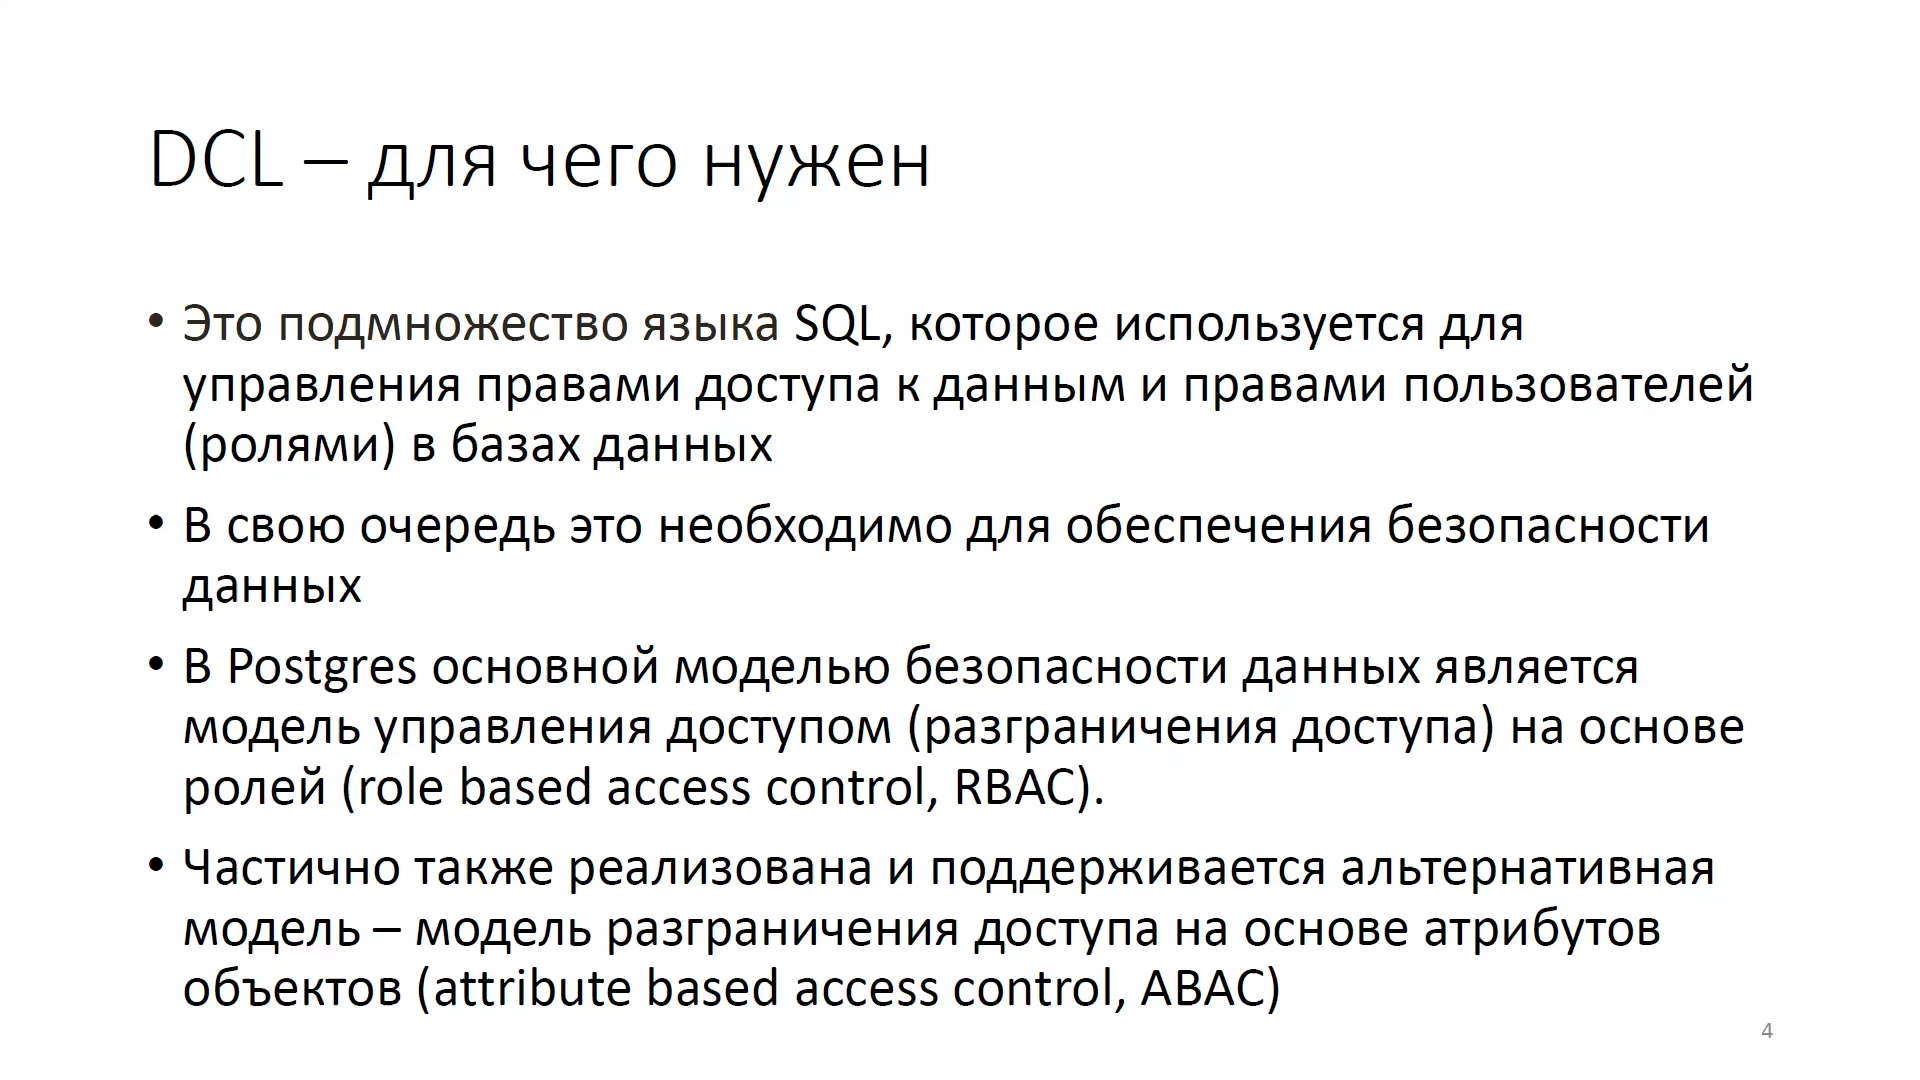 DCL – для чего нужен
• Это подмножество языка SQL, которое используется для
управления правами доступа к данным и правами пользователей
(ролями) в базах данных
• В свою очередь это необходимо для обеспечения безопасности
данных
• В Postgres основной моделью безопасности данных является
модель управления доступом (разграничения доступа) на основе
ролей (role based access control, RBAC).
• Частично также реализована и поддерживается альтернативная
модель – модель разграничения доступа на основе атрибутов
объектов (attribute based access control, ABAC)
4